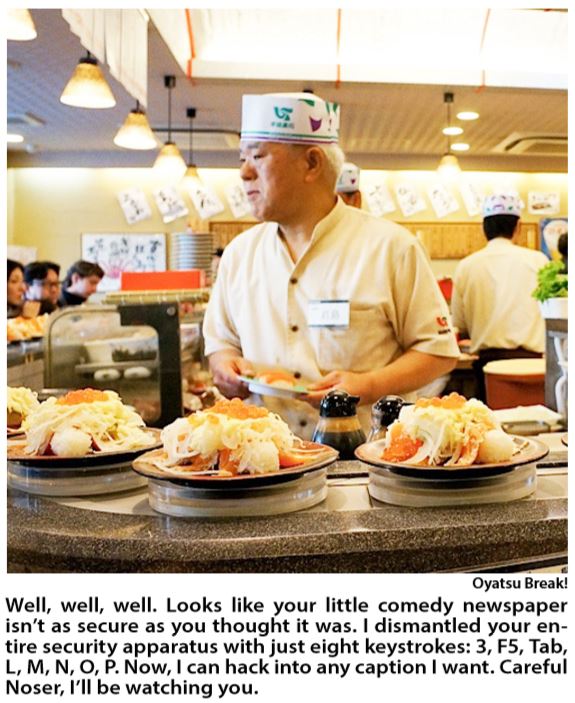 Oyatsu Break!
Well, well, well. Looks like your little comedy newspaper
isn't as secure as you thought it was. I dismantled your en-
tire security apparatus with just eight keystrokes: 3, F5, Tab,
L, M, N, O, P. Now, I can hack into any caption I want. Careful
Noser, I'll be watching you.